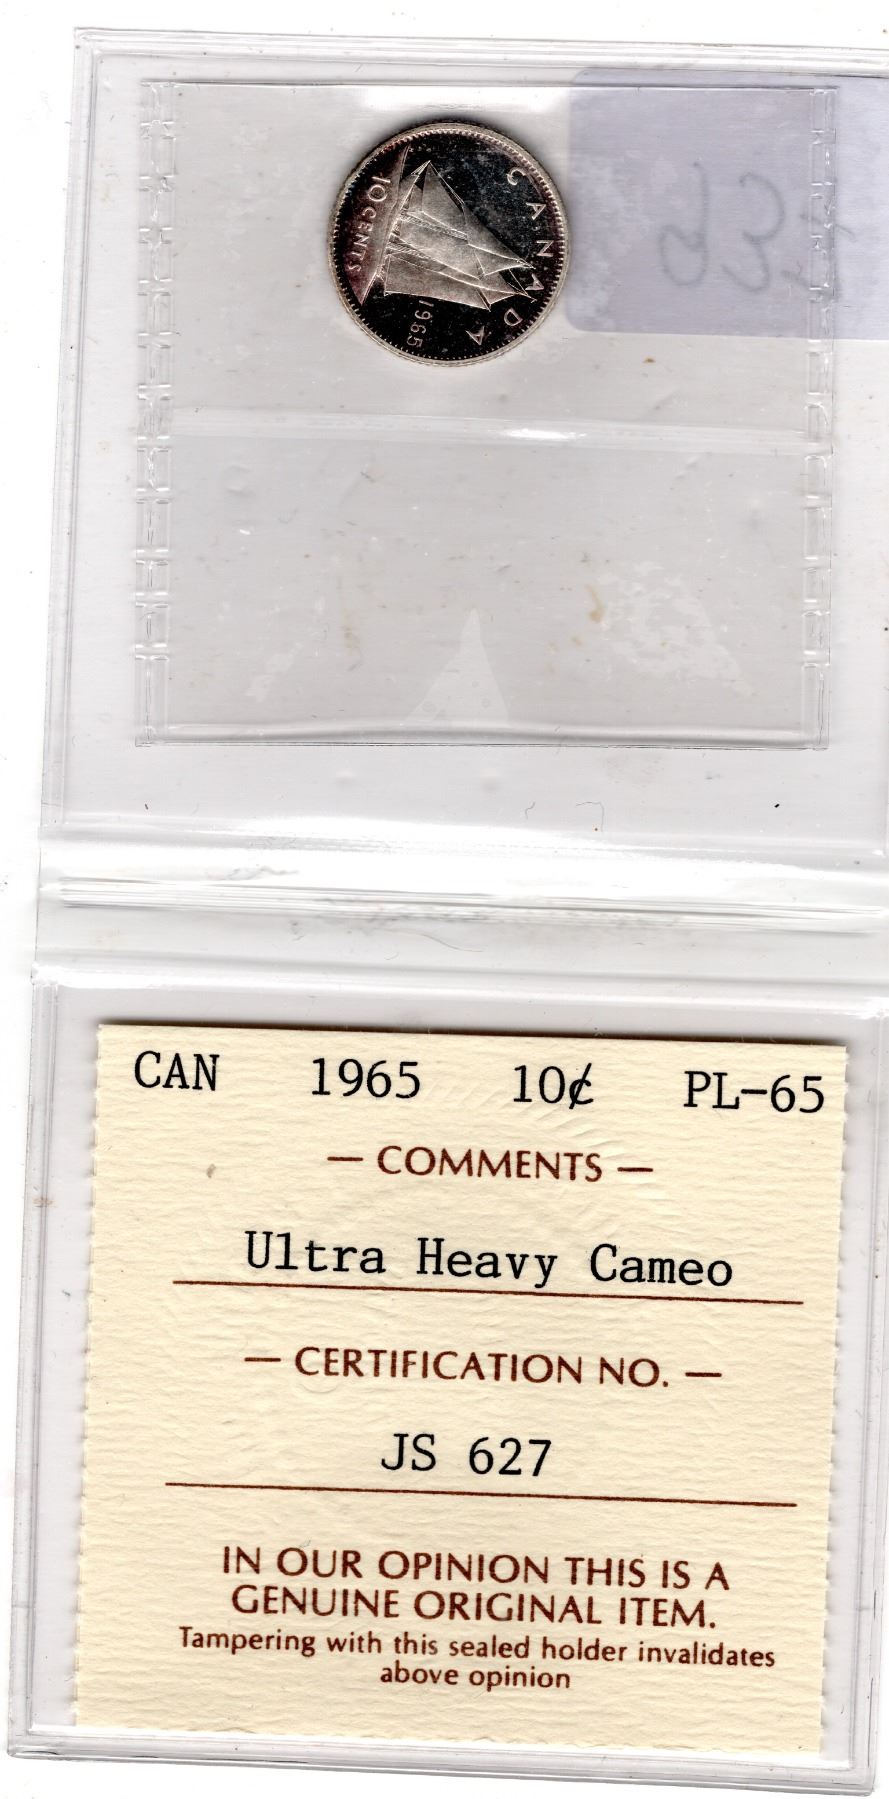 CANADA
10 CENTS
1965
CAN 1965 10¢ PL-65
— COMMENTS —
Ultra Heavy Cameo
— CERTIFICATION NO. —
JS 627
IN OUR OPINION THIS IS A
GENUINE ORIGINAL ITEM.
Tampering with this sealed holder invalidates
above opinion